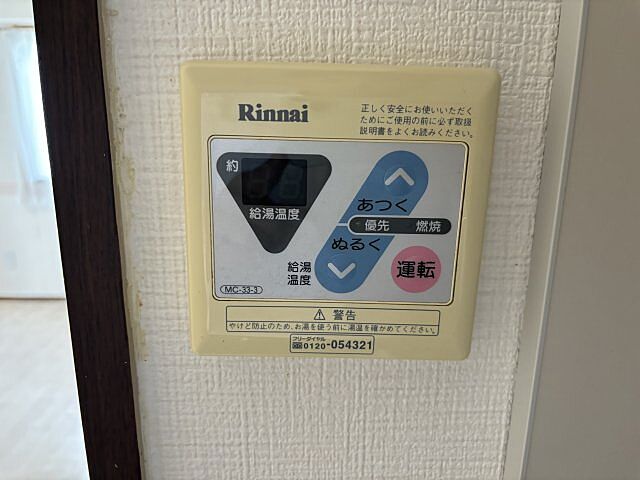 Rinnai
正しく安全にお使いいただく
ためにご使用の前に必ず取扱
説明書をよくお読みください。
約
給湯温度
あつく
優先 燃焼
ぬるく
給湯
温度
運転
MC-33-3
⚠ 警告
やけど防止のため、お湯を使う前に湯温を確かめてください。
フリーダイヤル
0120-054321